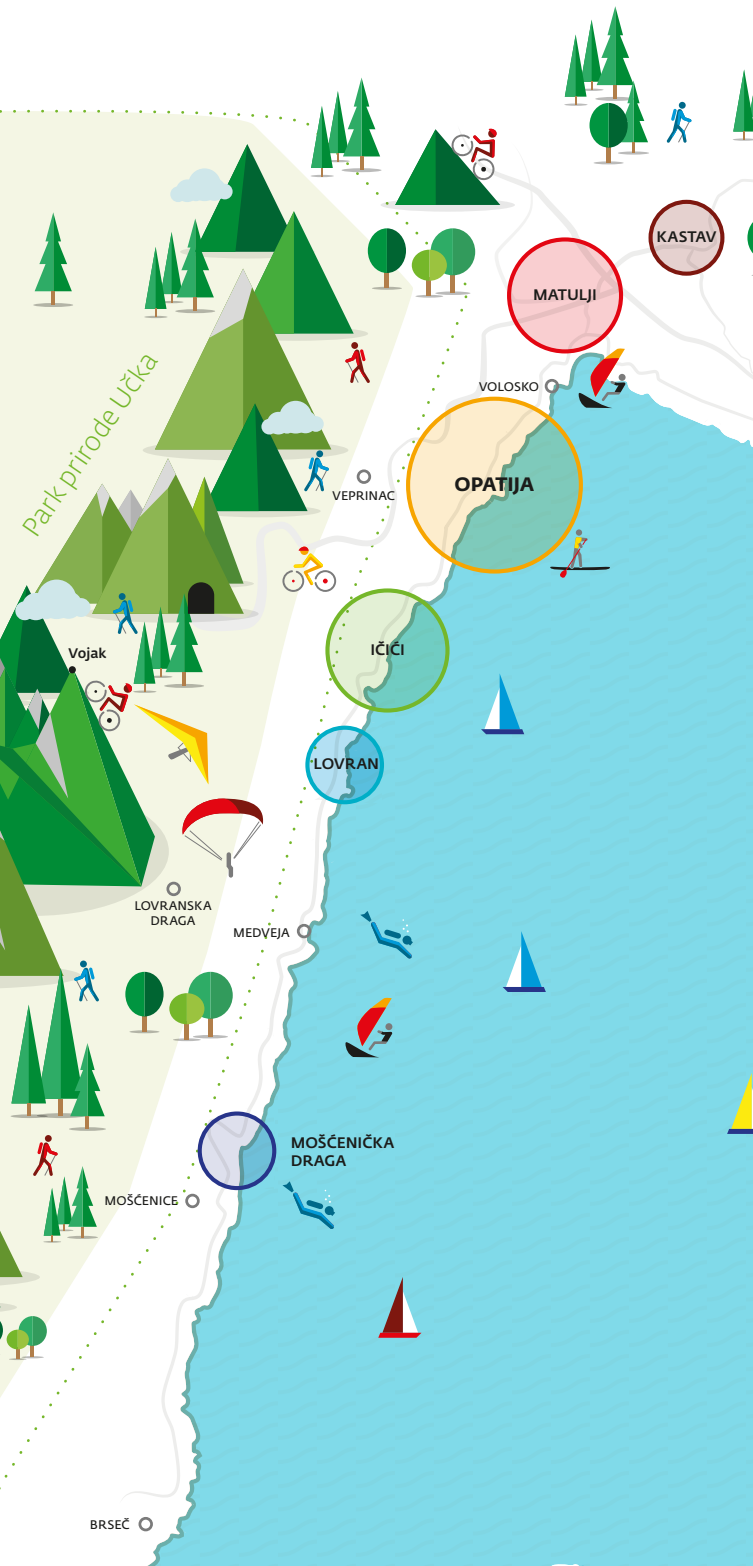 KASTAV
MATULJI
VOLOSKO
Park prirode Učka
OPATIJA
VEPRINAC
IČIĆI
Vojak
LOVRAN
LOVRANSKA
DRAGA
MEDVEJA
MOŠĆENIČKA
DRAGA
MOŠĆENICE
BRSEČ